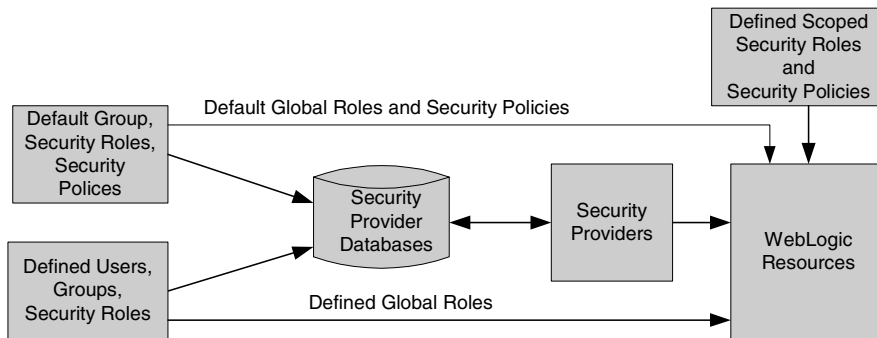 Defined Scoped
Security Roles
and
Security Policies
Default Global Roles and Security Policies
Default Group,
Security Roles,
Security
Polices
Security
Provider
Databases
Security
Providers
WebLogic
Resources
Defined Users,
Groups,
Security Roles
Defined Global Roles